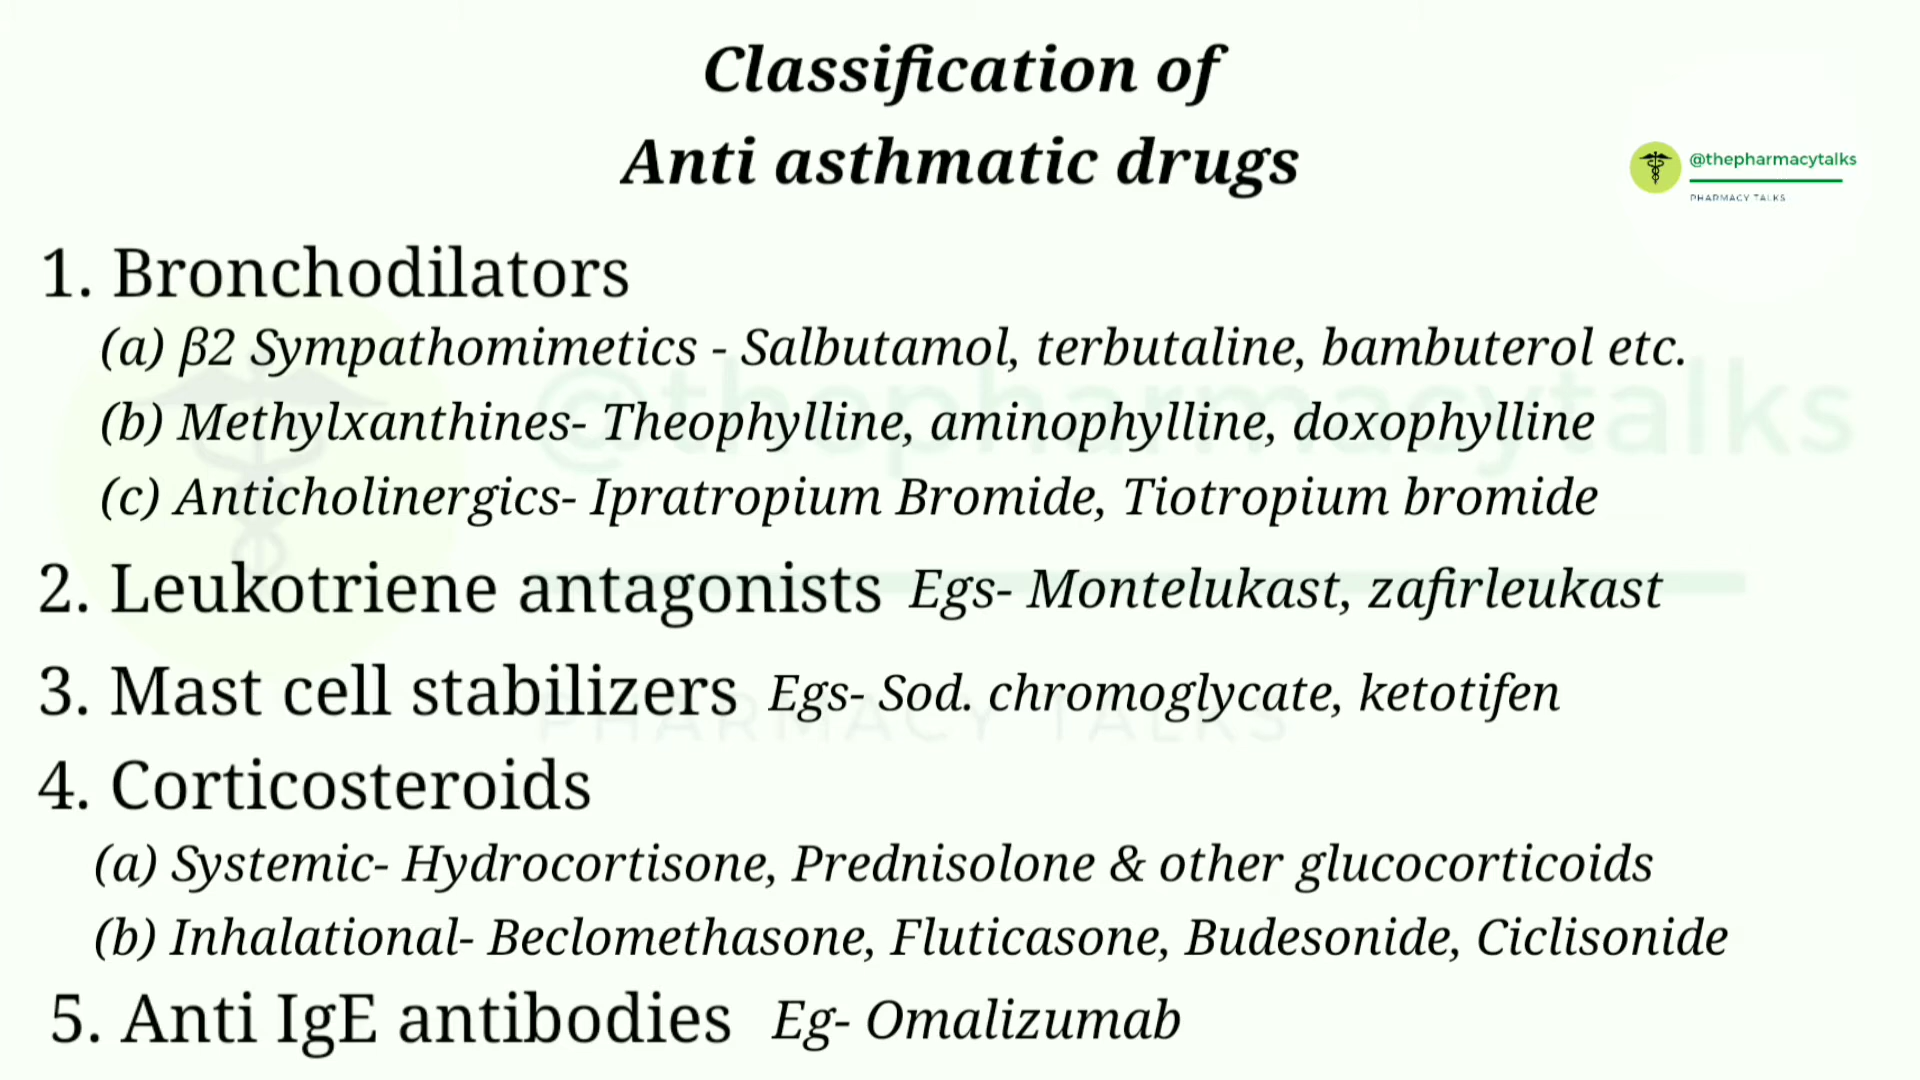 Classification of
Anti asthmatic drugs
@thepharmacytalks
PHARMACY TALKS
1. Bronchodilators
(a) β2 Sympathomimetics - Salbutamol, terbutaline, bambuterol etc.
(b) Methylxanthines- Theophylline, aminophylline, doxophylline
(c) Anticholinergics- Ipratropium Bromide, Tiotropium bromide
@thepharmacytalks
2. Leukotriene antagonists Egs- Montelukast, zafirleukast
3. Mast cell stabilizers Egs- Sod. chromoglycate, ketotifen
PHARMACY TALKS
4. Corticosteroids
(a) Systemic- Hydrocortisone, Prednisolone & other glucocorticoids
(b) Inhalational- Beclomethasone, Fluticasone, Budesonide, Ciclisonide
5. Anti IgE antibodies Eg- Omalizumab